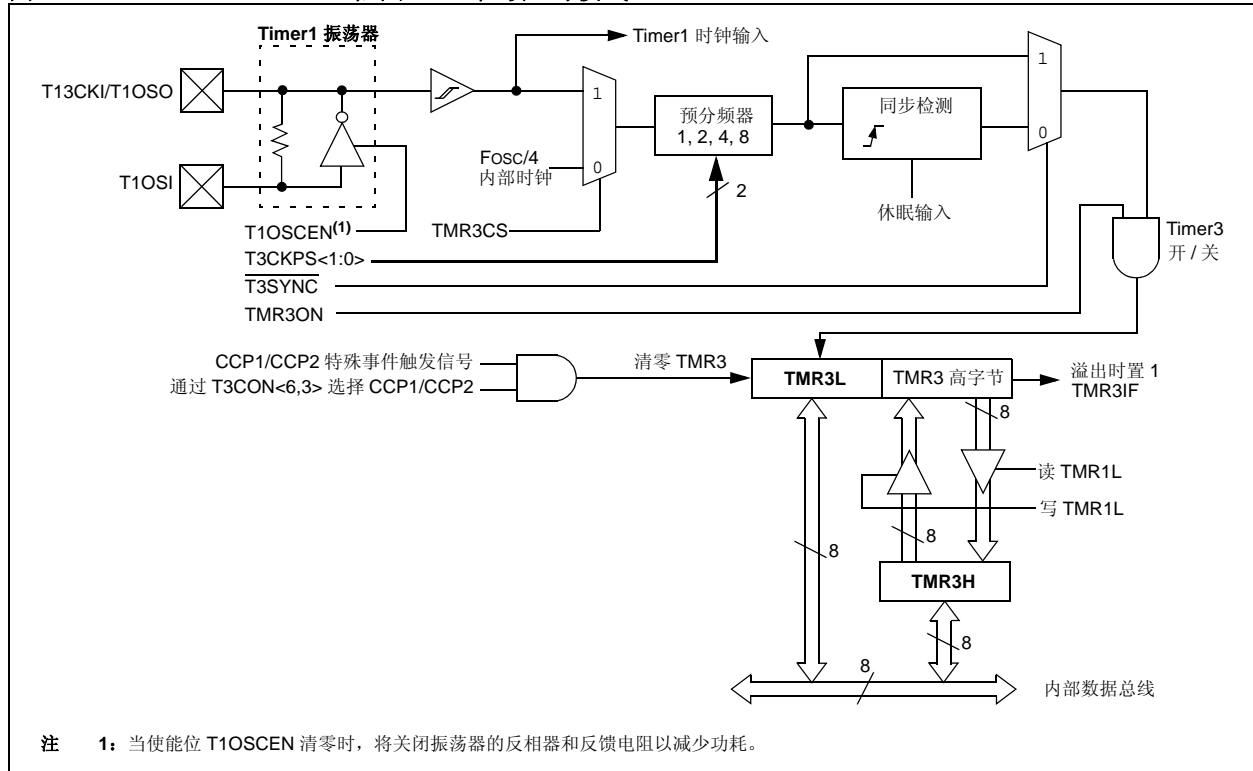 Timer1 振荡器
Timer1 时钟输入
T13CKI/T1OSO
T1OSI
1
0
FOSC/4
内部时钟
预分频器
1, 2, 4, 8
2
同步检测
休眠输入
1
0
T1OSCEN(1)
TMR3CS
T3CKPS<1:0>
T3SYNC
TMR3ON
Timer3
开 / 关
CCP1/CCP2 特殊事件触发信号
通过 T3CON<6,3> 选择 CCP1/CCP2
清零 TMR3
TMR3L
TMR3 高字节
溢出时置 1
TMR3IF
8
读 TMR1L
写 TMR1L
8
8
TMR3H
8
8
内部数据总线
注 1: 当使能位 T1OSCEN 清零时，将关闭振荡器的反相器和反馈电阻以减少功耗。